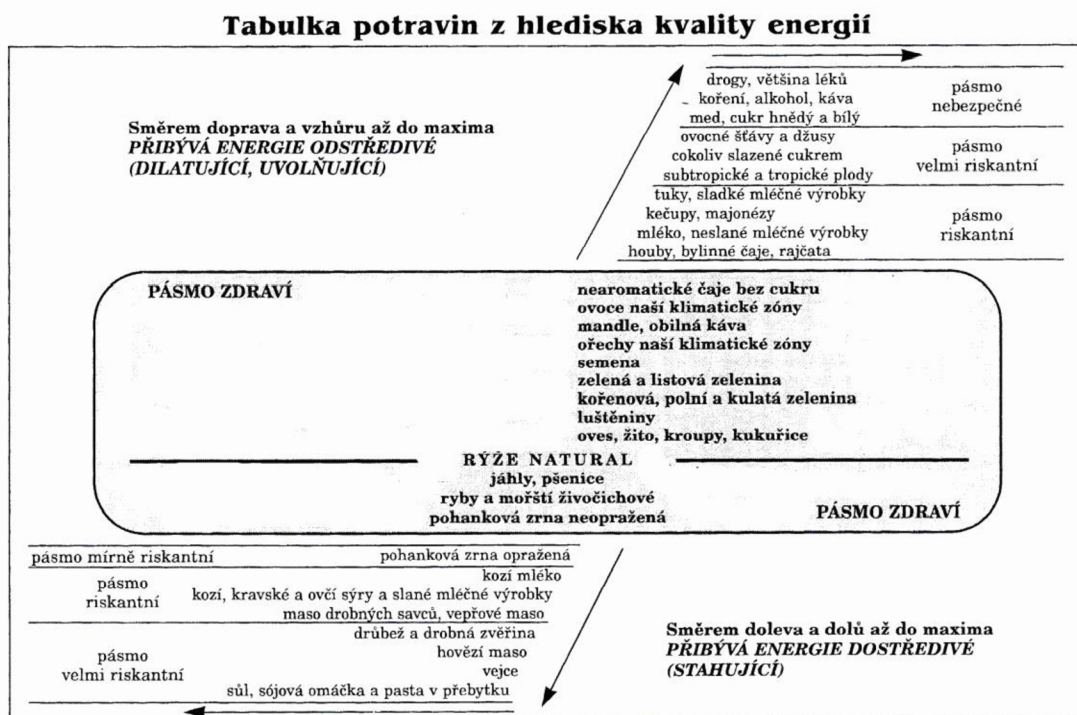 Tabulka potravin z hlediska kvality energií
drogy, většina léků
koření, alkohol, káva
med, cukr hnědý a bílý
pásmo
nebezpečné
Směrem doprava a vzhůru až do maxima
PŘIBÝVÁ ENERGIE ODSTŘEDIVÉ
(DILATUJÍCÍ, UVOLŇUJÍCÍ)
ovocné šťávy a džusy
cokoliv slazené cukrem
subtropické a tropické plody
pásmo
velmi riskantní
tuky, sladké mléčné výrobky
kečupy, majonézy
mléko, neslané mléčné výrobky
houby, bylinné čaje, rajčata
pásmo
riskantní
PÁSMO ZDRAVÍ
nearomatické čaje bez cukru
ovoce naší klimatické zóny
mandle, obilná káva
ořechy naší klimatické zóny
semena
zelená a listová zelenina
kořenová, polní a kulatá zelenina
luštěniny
oves, žito, kroupy, kukuřice
RÝŽE NATURAL
jáhly, pšenice
ryby a mořští živočichové
pohanková zrna neopražená
PÁSMO ZDRAVÍ
pásmo mírně riskantní
pohanková zrna opražená
pásmo
riskantní
kozí mléko
kozí, kravské a ovčí sýry a slané mléčné výrobky
maso drobných savců, vepřové maso
pásmo
velmi riskantní
drůbež a drobná zvěřina
hovězí maso
vejce
sůl, sójová omáčka a pasta v přebytku
Směrem doleva a dolů až do maxima
PŘIBÝVÁ ENERGIE DOSTŘEDIVÉ
(STAHUJÍCÍ)